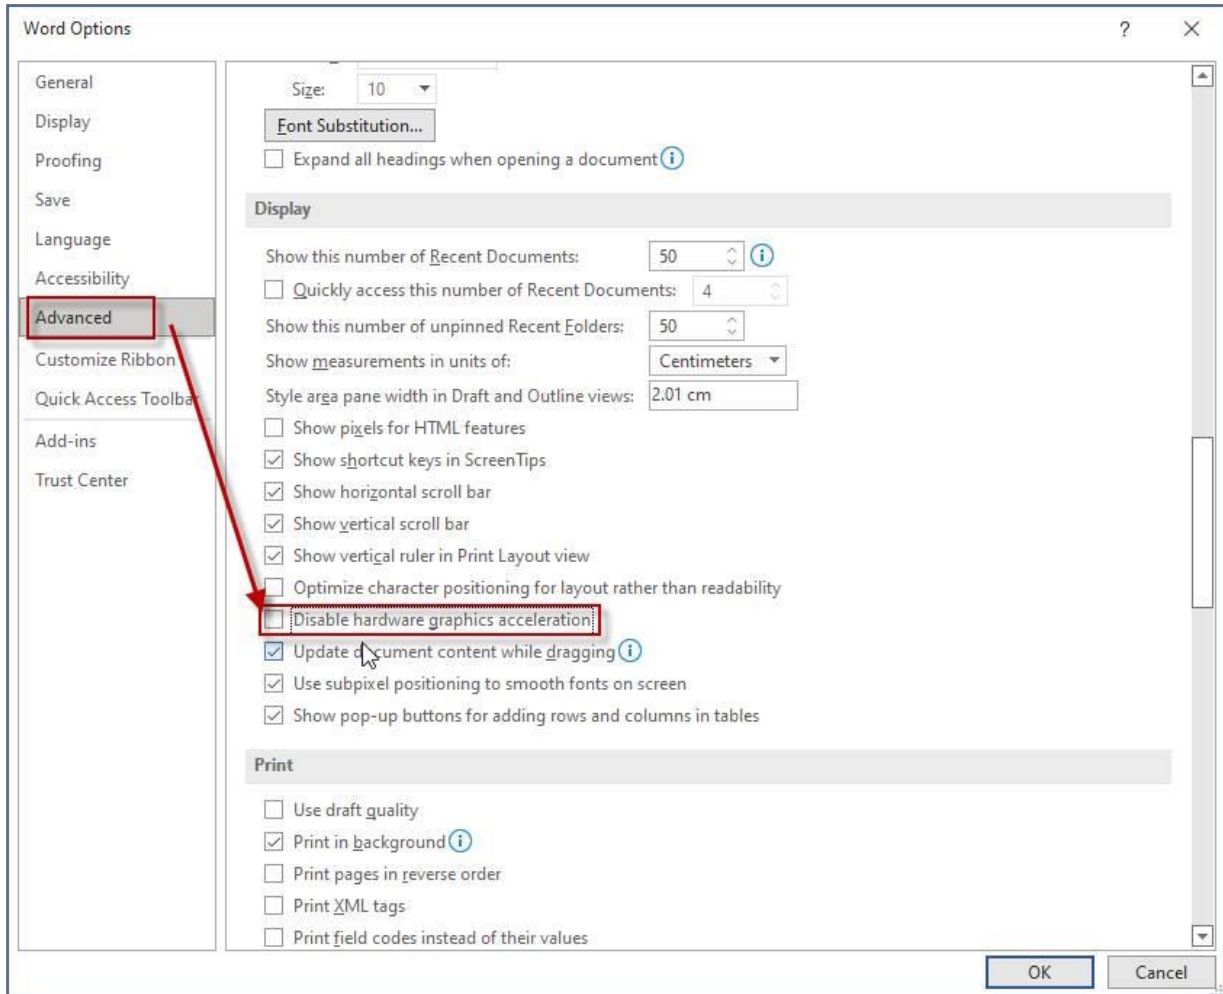 Word Options
?
General
Display
Proofing
Save
Language
Accessibility
Advanced
Customize Ribbon
Quick Access Toolbar
Add-ins
Trust Center
Size: 10
Font Substitution...
Expand all headings when opening a document
Display
Show this number of Recent Documents: 50
Quickly access this number of Recent Documents: 4
Show this number of unpinned Recent Folders: 50
Show measurements in units of: Centimeters
Style area pane width in Draft and Outline views: 2.01 cm
Show pixels for HTML features
Show shortcut keys in ScreenTips
Show horizontal scroll bar
Show vertical scroll bar
Show vertical ruler in Print Layout view
Optimize character positioning for layout rather than readability
Disable hardware graphics acceleration
Update document content while dragging
Use subpixel positioning to smooth fonts on screen
Show pop-up buttons for adding rows and columns in tables
Print
Use draft quality
Print in background
Print pages in reverse order
Print XML tags
Print field codes instead of their values
OK Cancel